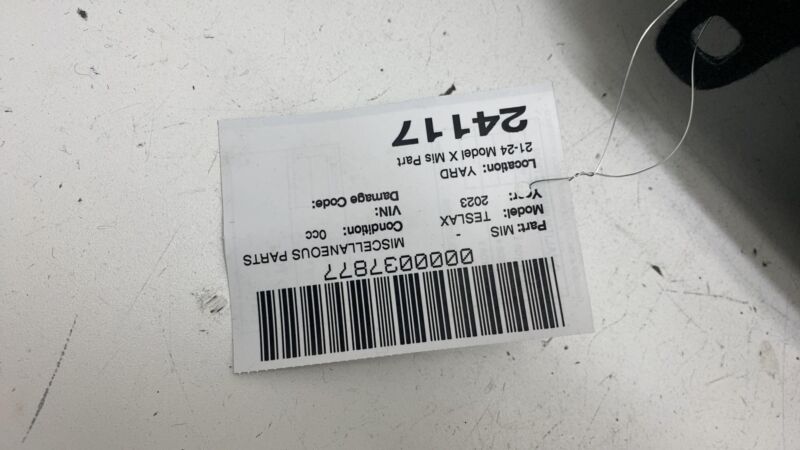 0000037877
Part: MIS - MISCELLANEOUS PARTS
Model: TESLAX Condition: 0cc
Year: 2023 VIN:
Damage Code:
Location: YARD
21-24 Model X Mis Part
24117